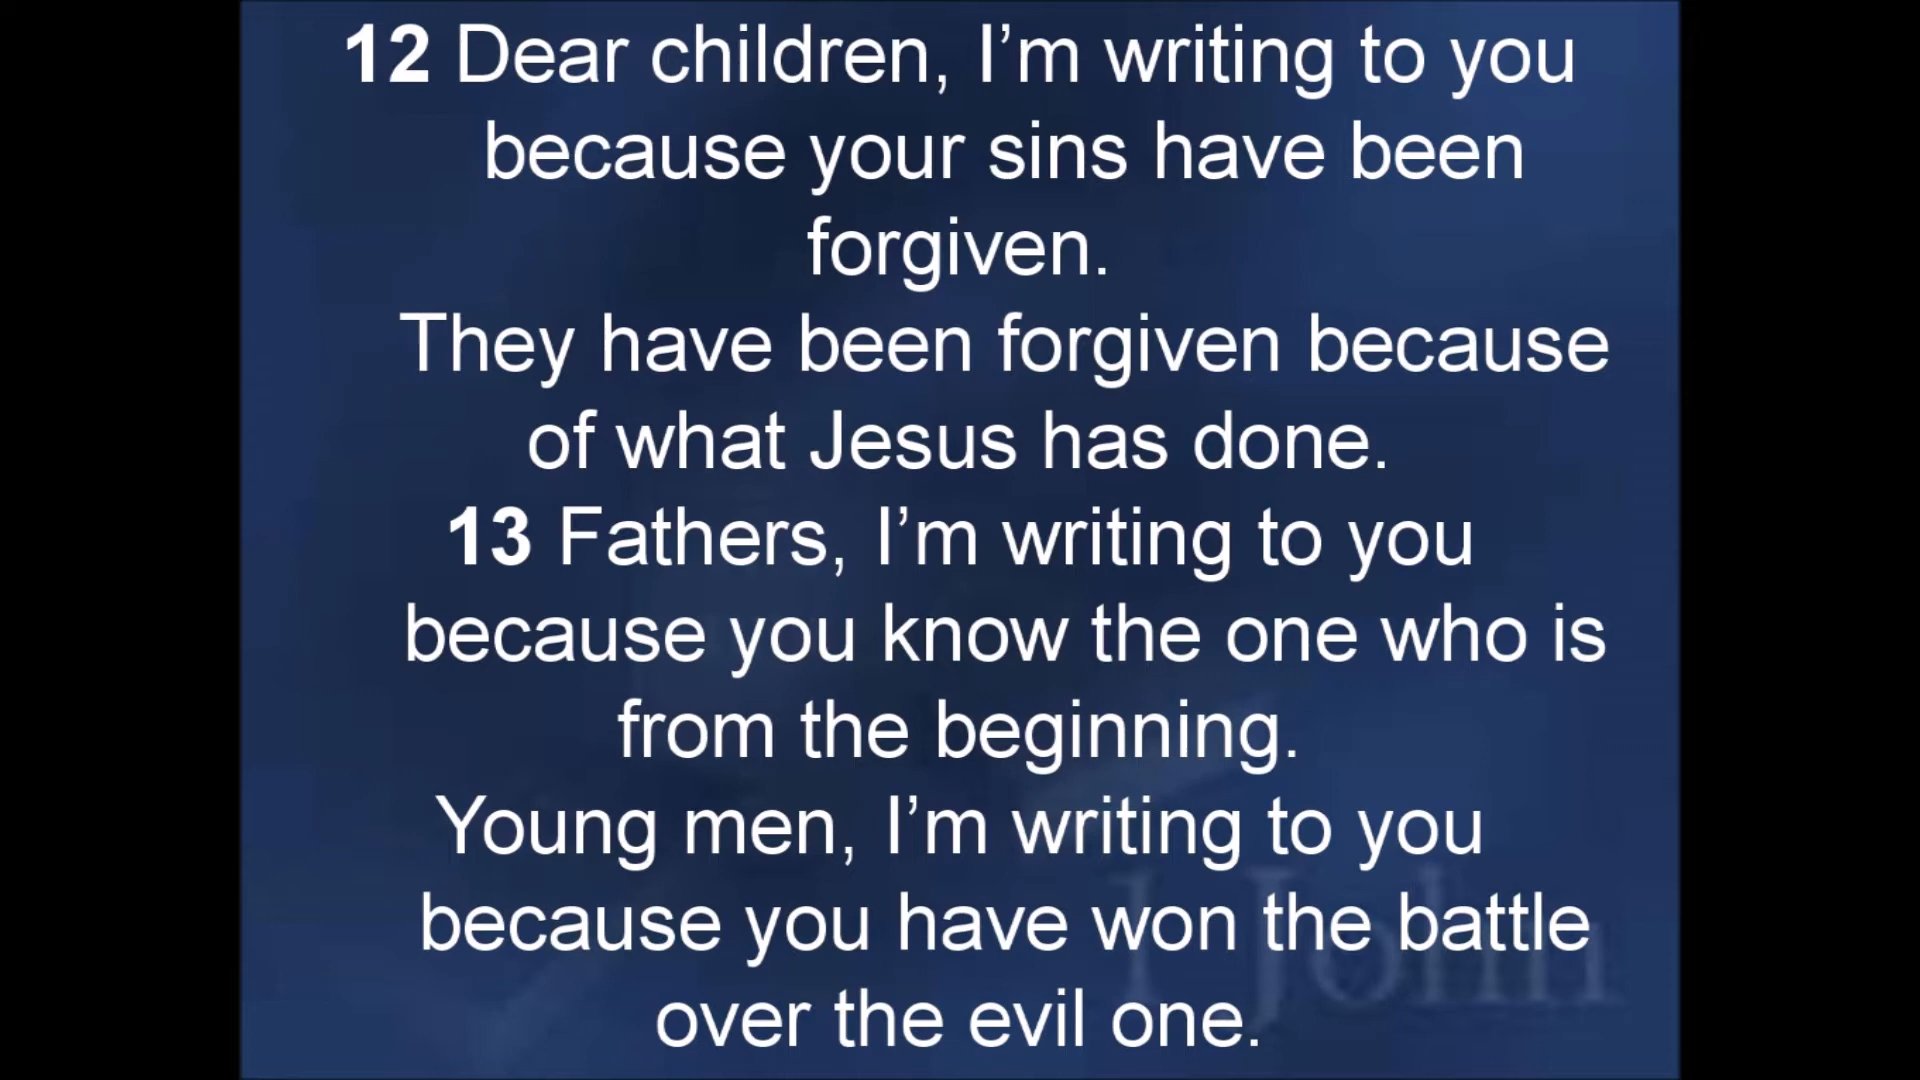 12 Dear children, I’m writing to you
because your sins have been
forgiven.
They have been forgiven because
of what Jesus has done.
13 Fathers, I’m writing to you
because you know the one who is
from the beginning.
Young men, I’m writing to you
because you have won the battle
over the evil one.
I John